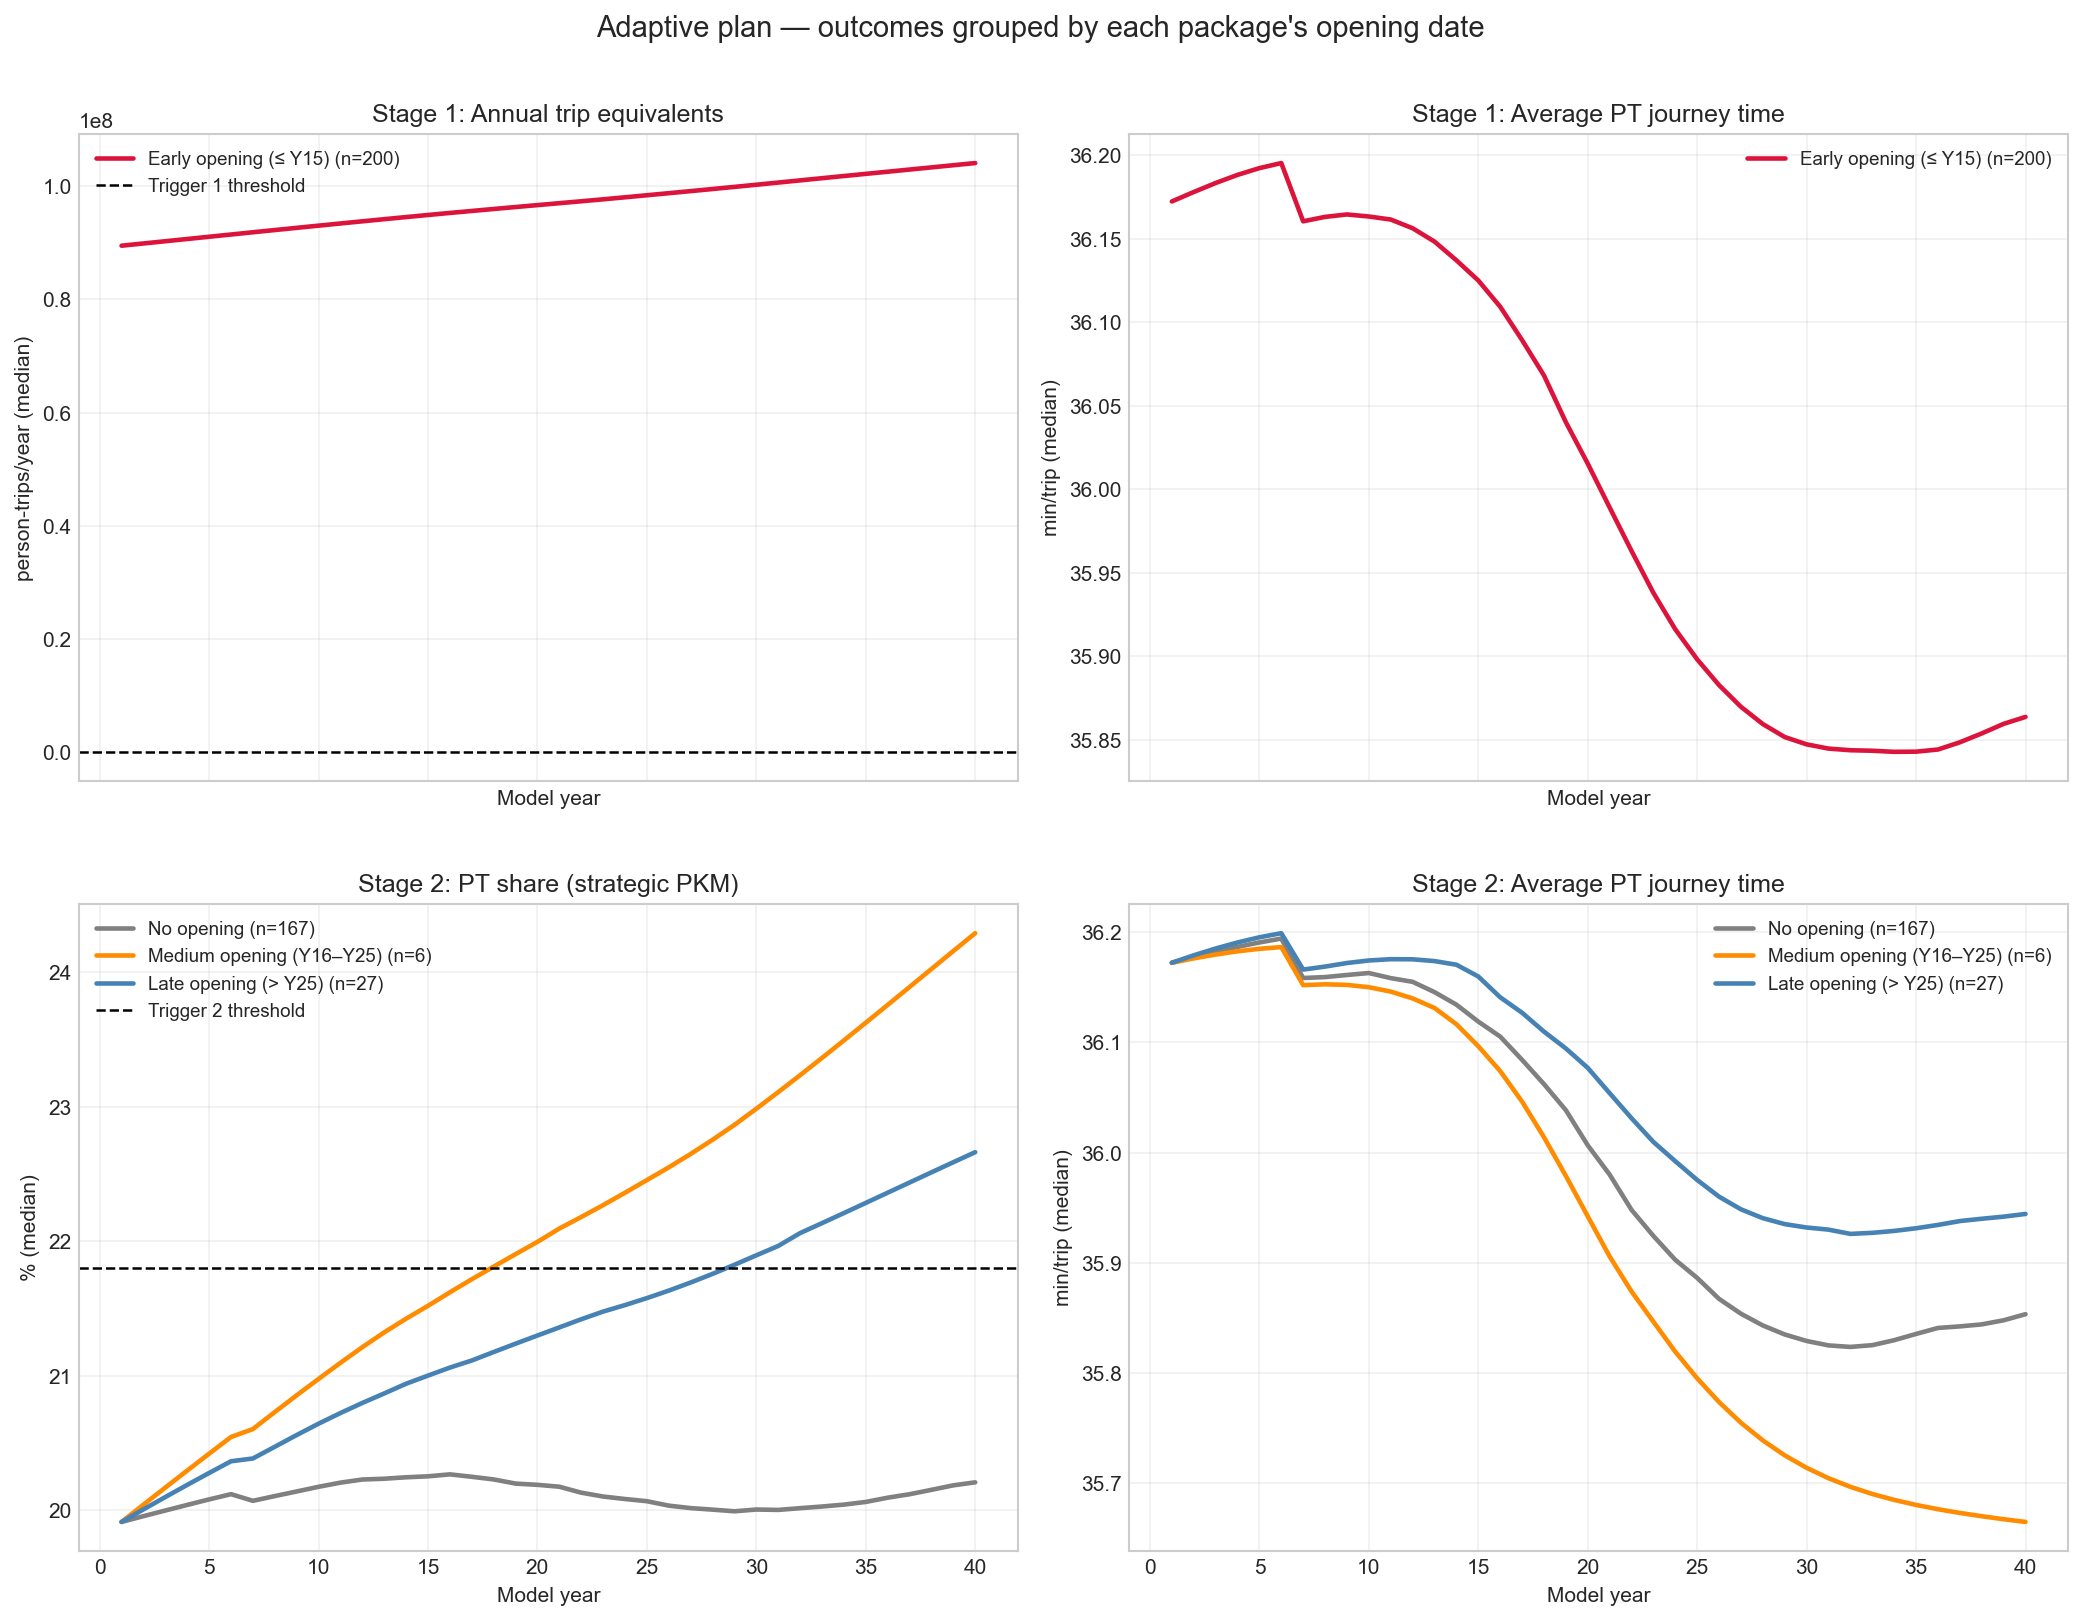 Adaptive plan — outcomes grouped by each package's opening date
Stage 1: Annual trip equivalents
1e8
Early opening (≤ Y15) (n=200)
Trigger 1 threshold
1.0
0.8
0.6
0.4
0.2
0.0
person-trips/year (median)
Model year
Stage 1: Average PT journey time
Early opening (≤ Y15) (n=200)
36.20
36.15
36.10
36.05
36.00
35.95
35.90
35.85
min/trip (median)
Model year
Stage 2: PT share (strategic PKM)
No opening (n=167)
Medium opening (Y16–Y25) (n=6)
Late opening (> Y25) (n=27)
Trigger 2 threshold
24
23
22
21
20
% (median)
0 5 10 15 20 25 30 35 40
Model year
Stage 2: Average PT journey time
No opening (n=167)
Medium opening (Y16–Y25) (n=6)
Late opening (> Y25) (n=27)
36.2
36.1
36.0
35.9
35.8
35.7
min/trip (median)
0 5 10 15 20 25 30 35 40
Model year